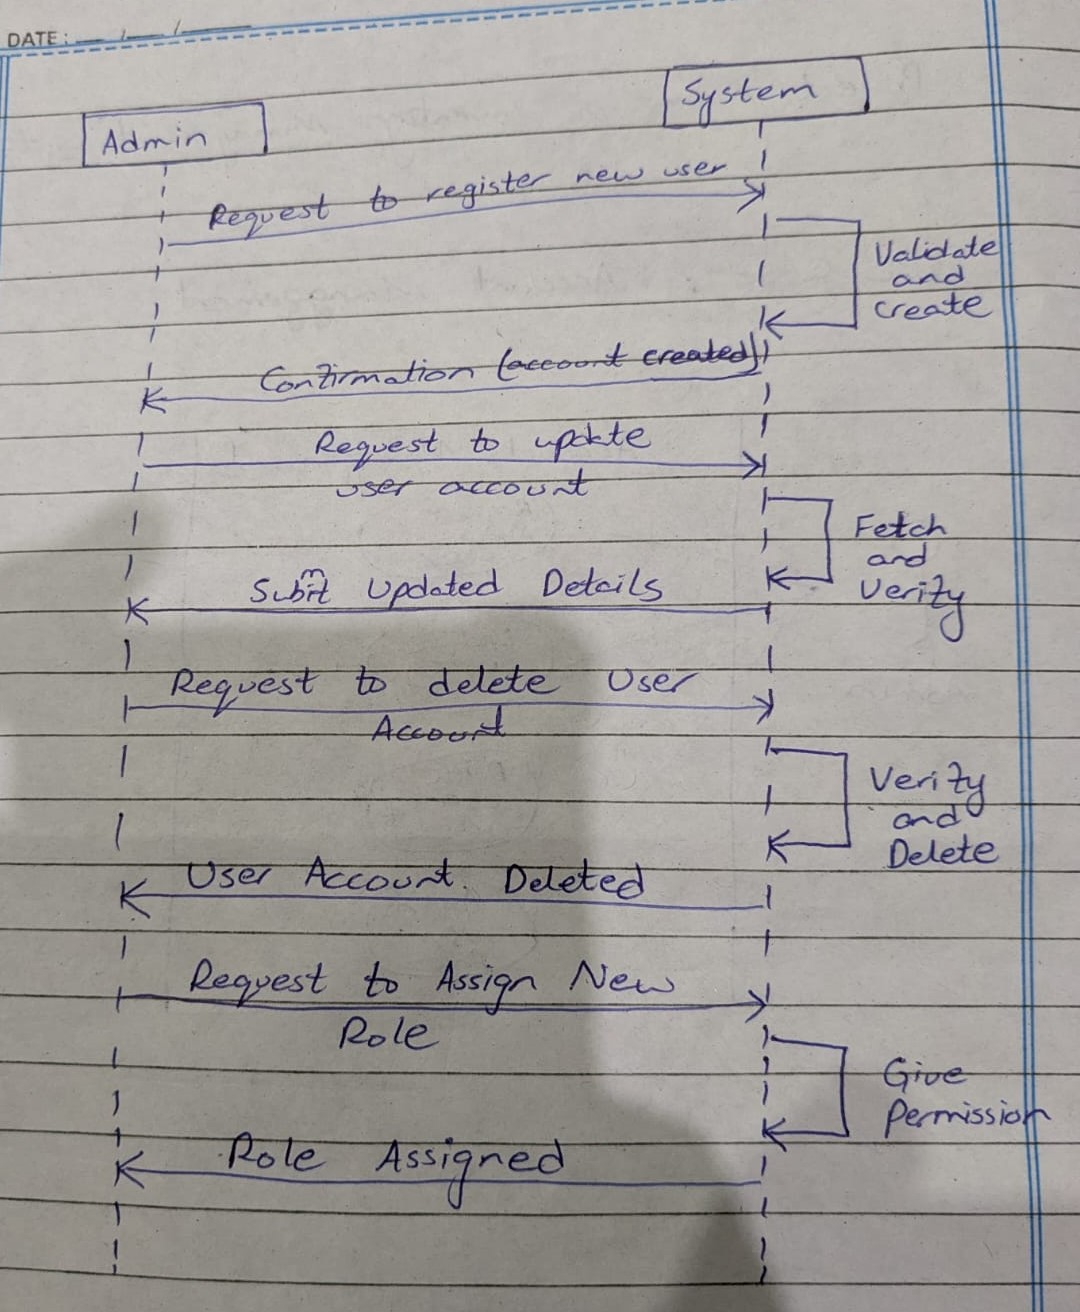 DATE:
System
Admin
Request to register new user
Validate
and
create
Confirmation (account created)
Request to update
user account
Fetch
and
Verify
Submit Updated Details
Request to delete User
Account
Verify
and
Delete
User Account Deleted
Request to Assign New
Role
Give
Permission
Role Assigned